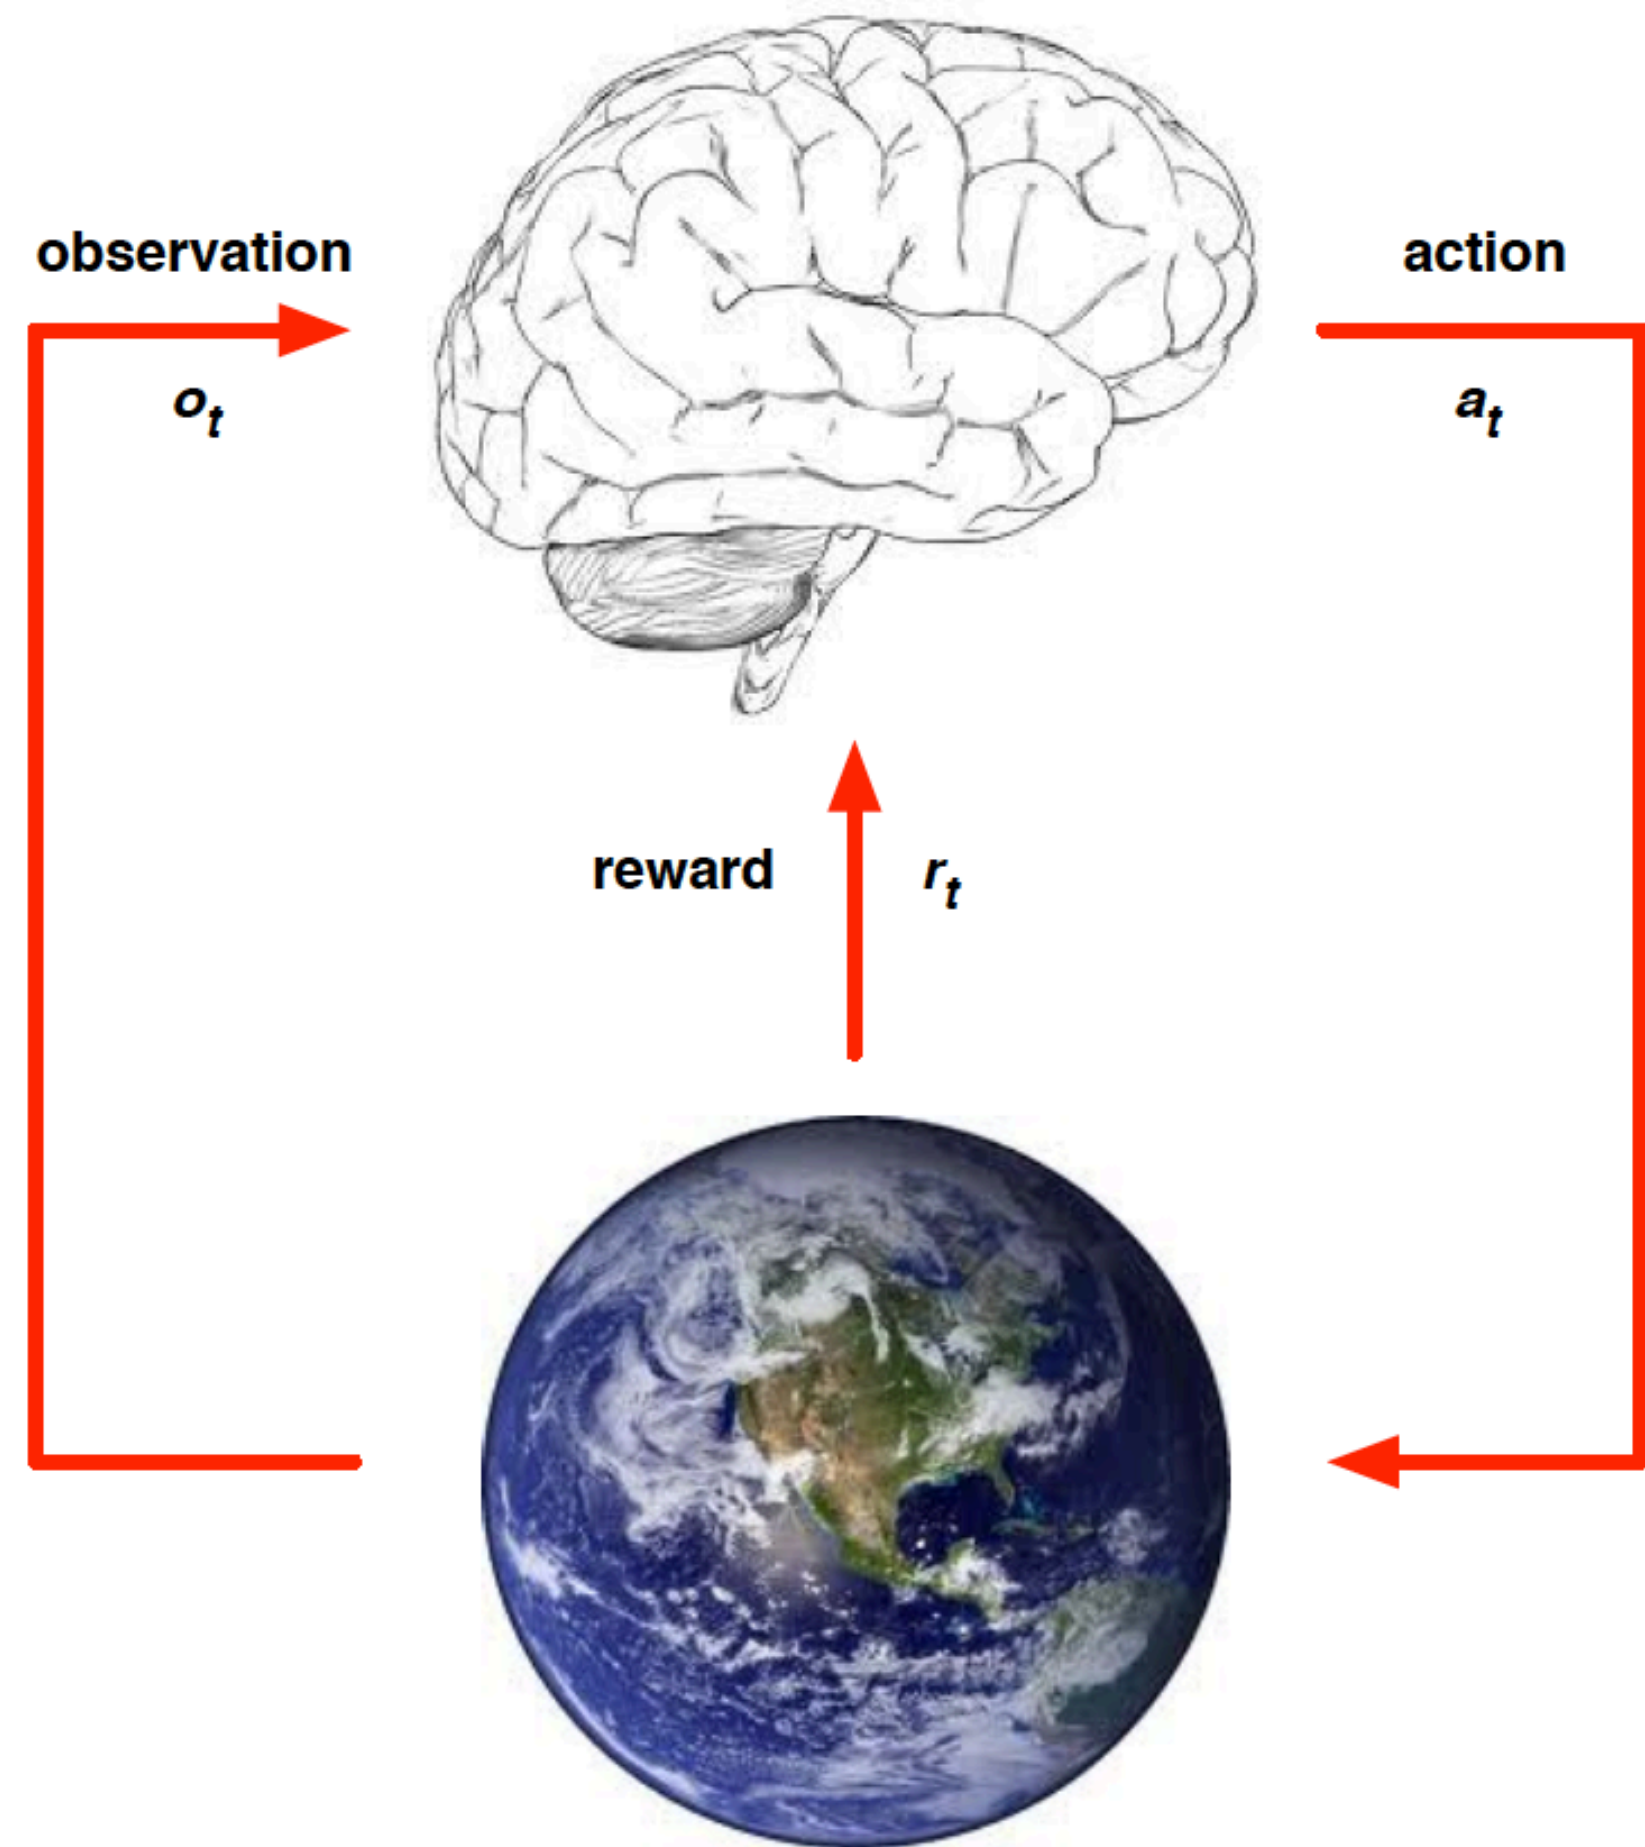 observation
o_t
action
a_t
reward
r_t